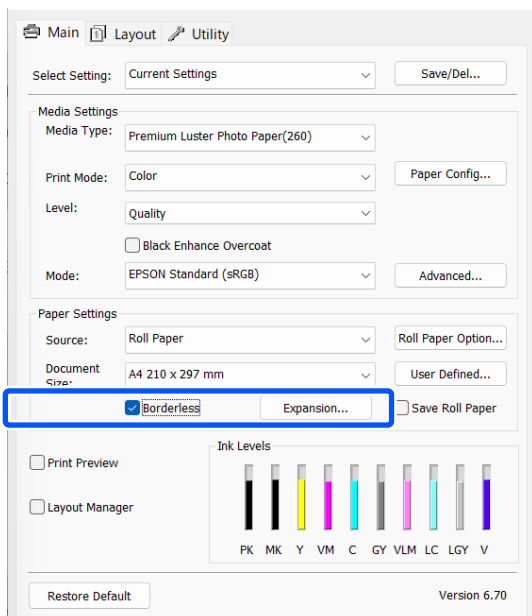 Main Layout Utility
Select Setting: Current Settings Save/Del...
Media Settings
Media Type: Premium Luster Photo Paper(260)
Print Mode: Color Paper Config...
Level: Quality
Black Enhance Overcoat
Mode: EPSON Standard (sRGB) Advanced...
Paper Settings
Source: Roll Paper Roll Paper Option...
Document
Size: A4 210 x 297 mm User Defined...
Borderless Expansion... Save Roll Paper
Print Preview
Layout Manager
Ink Levels
PK MK Y VM C GY VLM LC LGY V
Restore Default Version 6.70